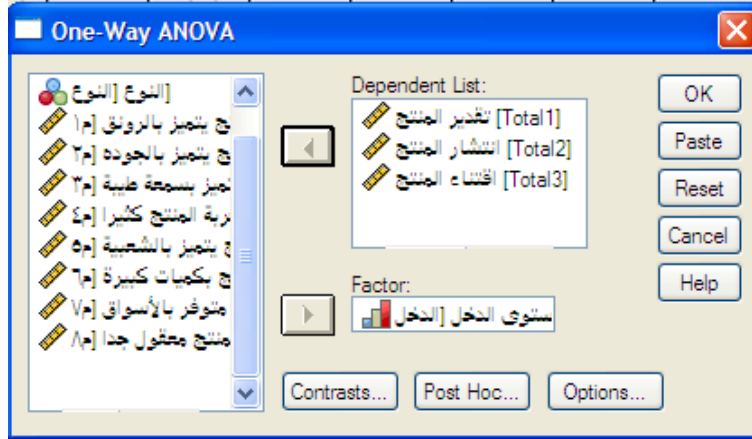 One-Way ANOVA
النوع [النوع]
ج يتميز بالرونق [م١
ج يتميز بالجوده [م٢
تميز بسمعة طيبة [م٣
ربة المنتج كثيرا [م٤
ج يتميز بالشعبية [م٥
ج بكميات كبيرة [م٦
متوفر بالأسواق [م٧
منتج معقول جدا [م٨
Dependent List:
تقدير المنتج [Total1]
انتشار المنتج [Total2]
اقتناء المنتج [Total3]
Factor:
ستوى الدخل [الدخل
OK
Paste
Reset
Cancel
Help
Contrasts...
Post Hoc...
Options...